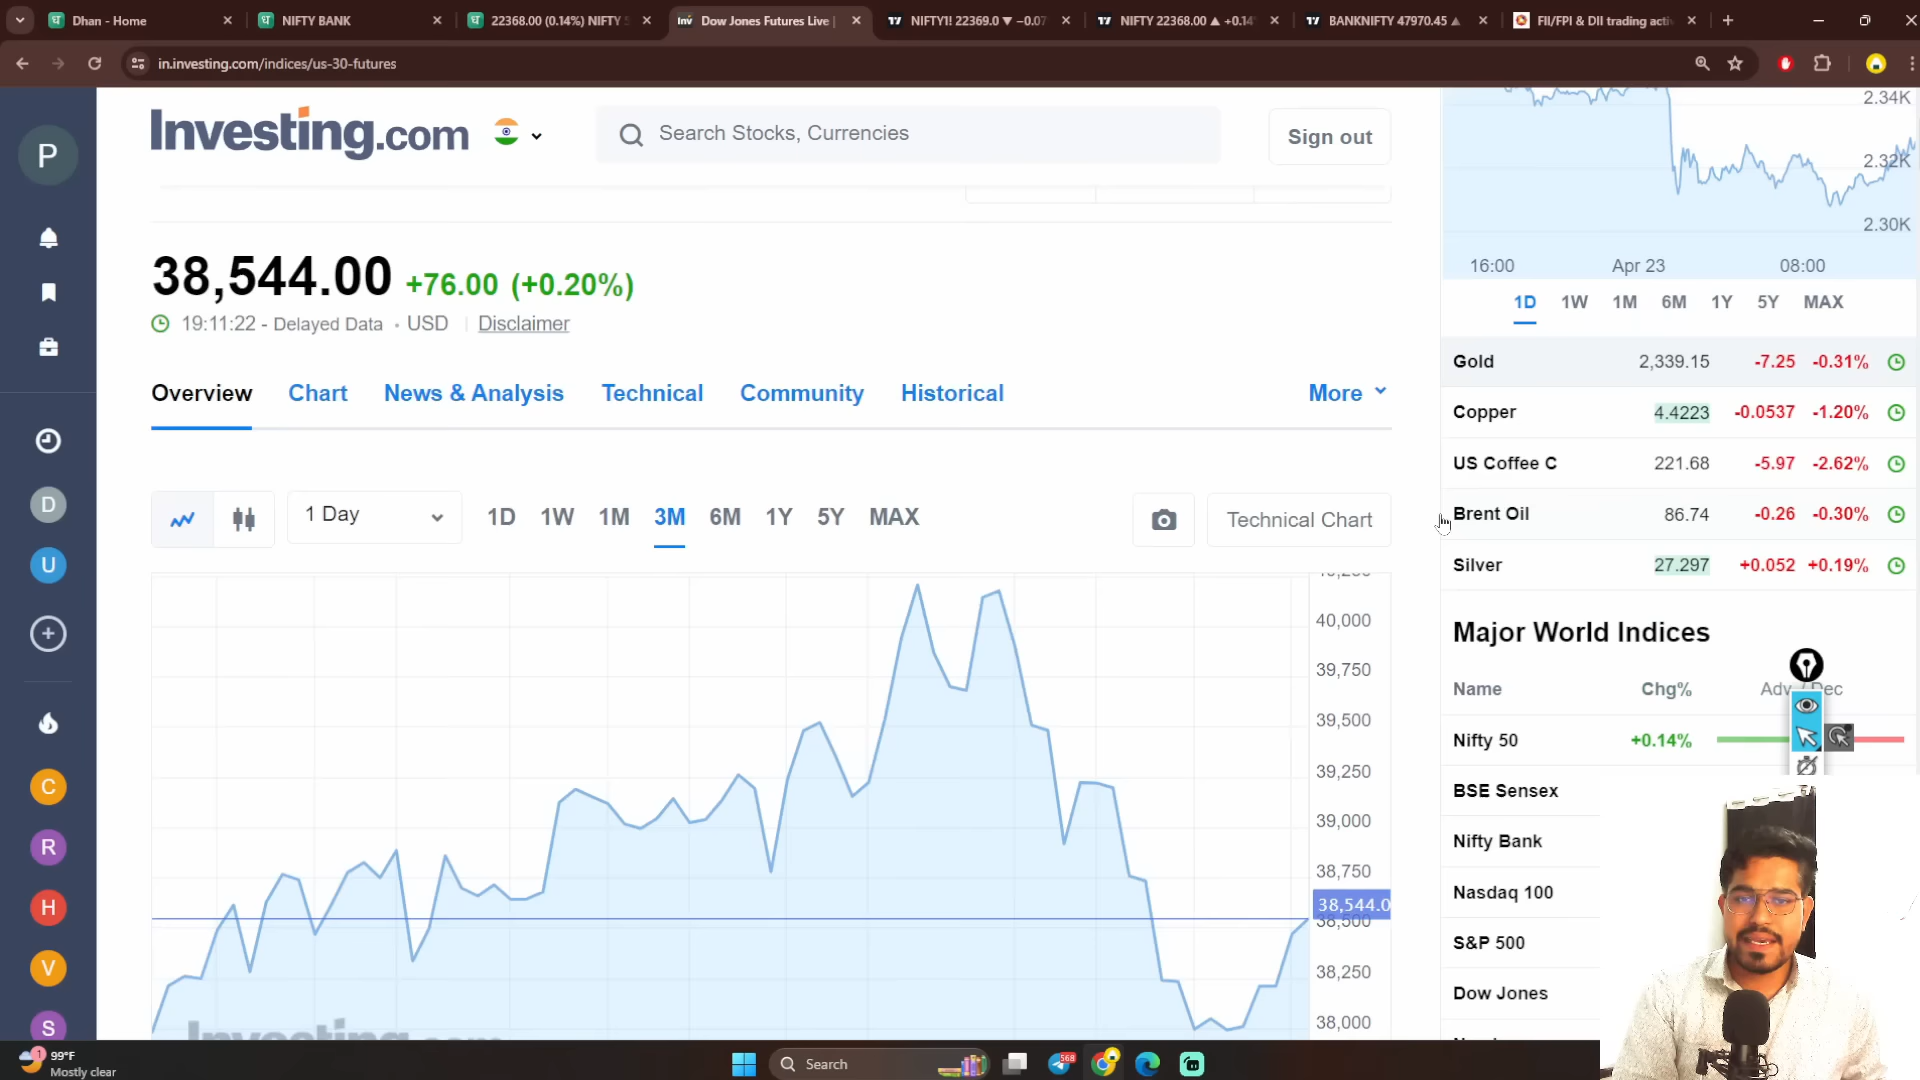 Dhan - Home
NIFTY BANK
22368.00 (0.14%) NIFTY
Dow Jones Futures Live |
NIFTY1! 22369.0 ▼ −0.07
NIFTY 22368.00 ▲ +0.14
BANKNIFTY 47970.45 ▲
FII/FPI & DII trading acti
in.investing.com/indices/us-30-futures
P
Investing.com
Search Stocks, Currencies
Sign out
38,544.00 +76.00 (+0.20%)
19:11:22 - Delayed Data · USD | Disclaimer
Overview Chart News & Analysis Technical Community Historical More
1 Day 1D 1W 1M 3M 6M 1Y 5Y MAX Technical Chart
40,000
39,750
39,500
39,250
39,000
38,750
38,544.0
38,500
38,250
38,000
Investing
D
U
C
R
H
V
S
2.34K
2.32K
2.30K
16:00 Apr 23 08:00
1D 1W 1M 6M 1Y 5Y MAX
Gold 2,339.15 -7.25 -0.31%
Copper 4.4223 -0.0537 -1.20%
US Coffee C 221.68 -5.97 -2.62%
Brent Oil 86.74 -0.26 -0.30%
Silver 27.297 +0.052 +0.19%
Major World Indices
Name Chg% Adv / Dec
Nifty 50 +0.14%
BSE Sensex
Nifty Bank
Nasdaq 100
S&P 500
Dow Jones
1
99°F
Mostly clear
Search
568